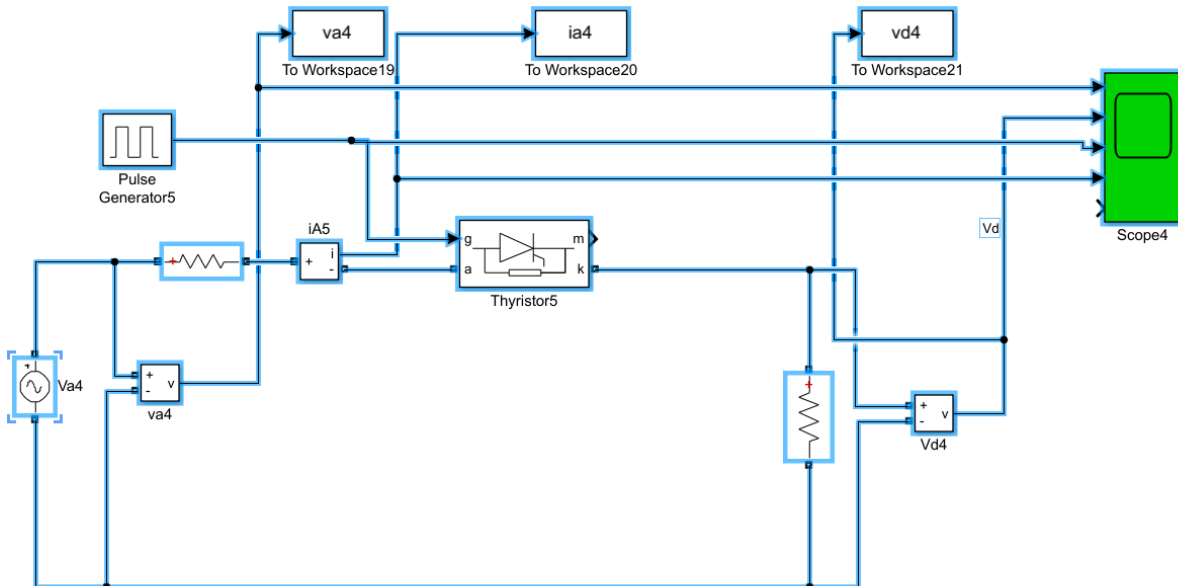 va4
To Workspace19
ia4
To Workspace20
vd4
To Workspace21
Pulse
Generator5
Scope4
Vd
iA5
+
i
-
g
m
a
k
Thyristor5
+
+
-
v
va4
Va4
+
+
-
v
Vd4